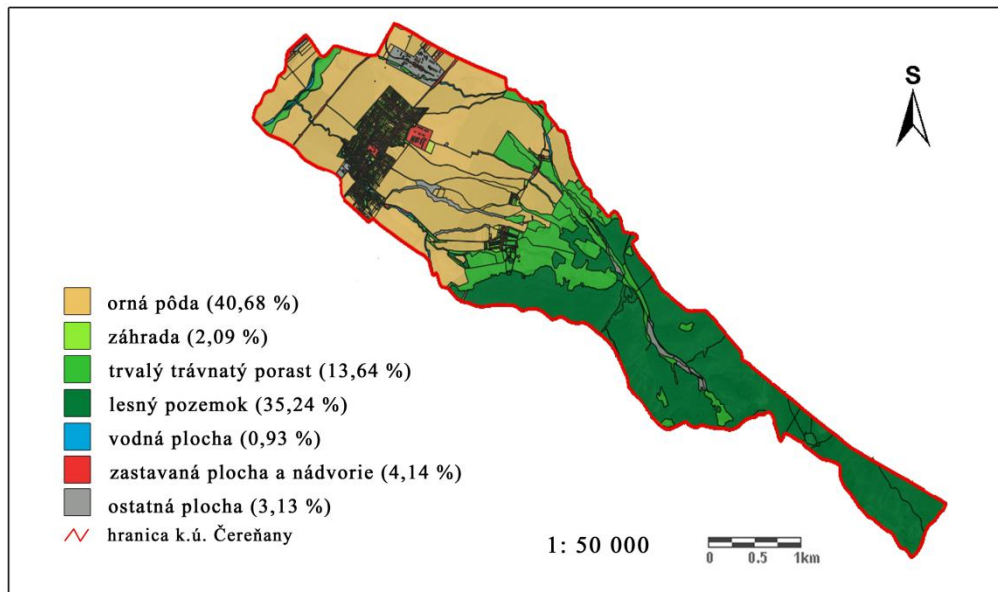 S
orná pôda (40,68 %)
záhrada (2,09 %)
trvalý trávnatý porast (13,64 %)
lesný pozemok (35,24 %)
vodná plocha (0,93 %)
zastavaná plocha a nádvorie (4,14 %)
ostatná plocha (3,13 %)
hranica k.ú. Čereňany
1: 50 000
0 0.5 1km